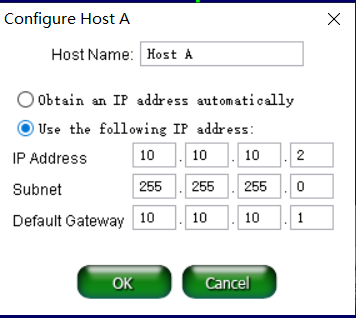 Configure Host A
Host Name: Host A
Obtain an IP address automatically
Use the following IP address:
IP Address 10 . 10 . 10 . 2
Subnet 255 . 255 . 255 . 0
Default Gateway 10 . 10 . 10 . 1
OK Cancel